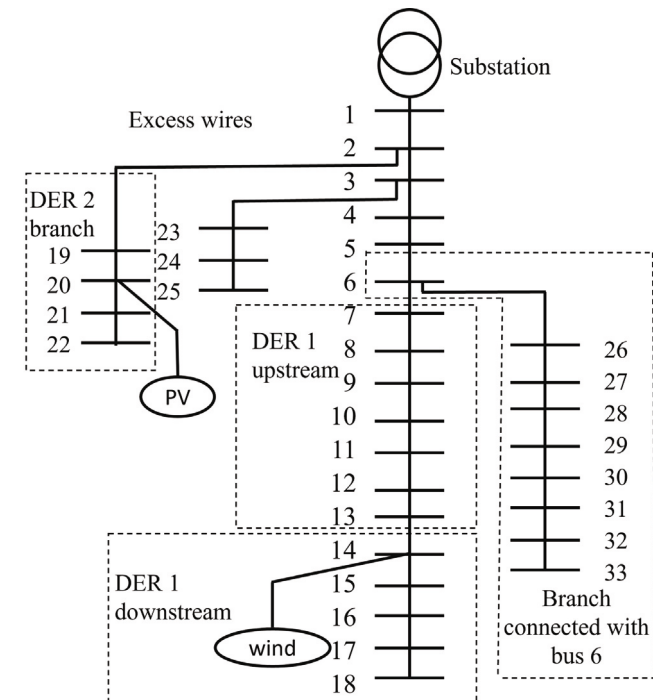 Substation
Excess wires
1
2
3
4
5
6
7
8
9
10
11
12
13
14
15
16
17
18
DER 2
branch
19
20
21
22
23
24
25
PV
DER 1
upstream
DER 1
downstream
wind
26
27
28
29
30
31
32
33
Branch
connected with
bus 6